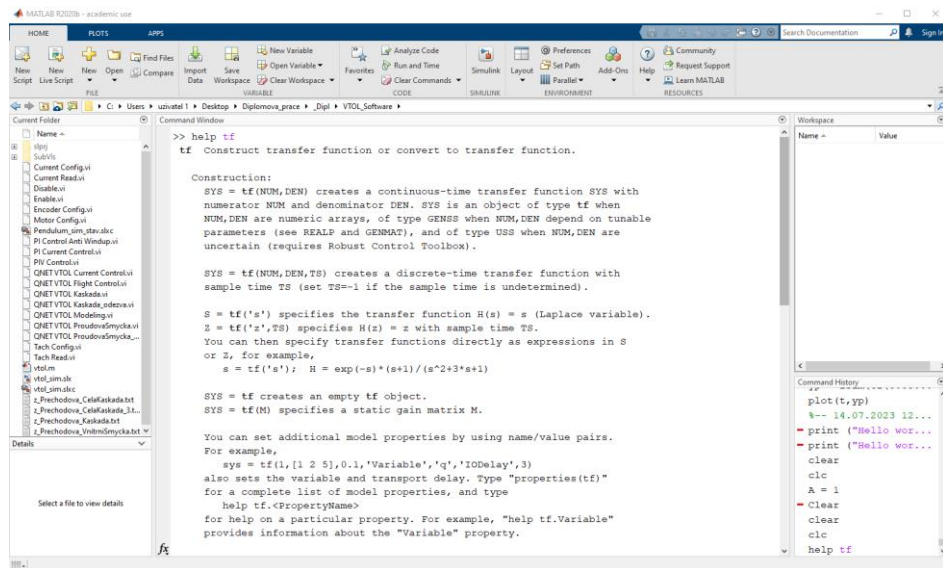 MATLAB R2020b - academic use
HOME PLOTS APPS
Search Documentation
Sign In
New Script
New Live Script
New
Open
Find Files
Compare
FILE
Import Data
Save Workspace
New Variable
Open Variable
Clear Workspace
VARIABLE
Favorites
Analyze Code
Run and Time
Clear Commands
CODE
Simulink
SIMULINK
Layout
Preferences
Set Path
Parallel
Add-Ons
ENVIRONMENT
Help
Community
Request Support
Learn MATLAB
RESOURCES
C: Users uzivatel 1 Desktop Diplomova_prace _Dipl VTOL_Software
Current Folder
Name
slprj
SubVIs
Current Config.vi
Current Read.vi
Disable.vi
Enable.vi
Encoder Config.vi
Motor Config.vi
Pendulum_sim_stav.slxc
PI Control Anti Windup.vi
PI Current Control.vi
PIV Control.vi
QNET VTOL Current Control.vi
QNET VTOL Flight Control.vi
QNET VTOL Kaskada.vi
QNET VTOL Kaskada_odezva.vi
QNET VTOL Modeling.vi
QNET VTOL ProudovaSmycka.vi
QNET VTOL ProudovaSmycka_...
Tach Config.vi
Tach Read.vi
vtol.m
vtol_sim.slx
vtol_sim.slxc
z_Prechodova_CelaKaskada.txt
z_Prechodova_CelaKaskada_3.t...
z_Prechodova_Kaskada.txt
z_Prechodova_VnitrniSmycka.txt
Details
Select a file to view details
Command Window
>> help tf
tf Construct transfer function or convert to transfer function.
Construction:
SYS = tf(NUM,DEN) creates a continuous-time transfer function SYS with
numerator NUM and denominator DEN. SYS is an object of type tf when
NUM,DEN are numeric arrays, of type GENSS when NUM,DEN depend on tunable
parameters (see REALP and GENMAT), and of type USS when NUM,DEN are
uncertain (requires Robust Control Toolbox).
SYS = tf(NUM,DEN,TS) creates a discrete-time transfer function with
sample time TS (set TS=-1 if the sample time is undetermined).
S = tf('s') specifies the transfer function H(s) = s (Laplace variable).
Z = tf('z',TS) specifies H(z) = z with sample time TS.
You can then specify transfer functions directly as expressions in S
or Z, for example,
s = tf('s'); H = exp(-s)*(s+1)/(s^2+3*s+1)
SYS = tf creates an empty tf object.
SYS = tf(M) specifies a static gain matrix M.
You can set additional model properties by using name/value pairs.
For example,
sys = tf(1,[1 2 5],0.1,'Variable','q','IODelay',3)
also sets the variable and transport delay. Type "properties(tf)"
for a complete list of model properties, and type
help tf.<PropertyName>
for help on a particular property. For example, "help tf.Variable"
provides information about the "Variable" property.
fx
Workspace
Name Value
Command History
plot(t,yp)
%-- 14.07.2023 12...
print ("Hello wor...
print ("Hello wor...
clear
clc
A = 1
Clear
clear
clc
help tf